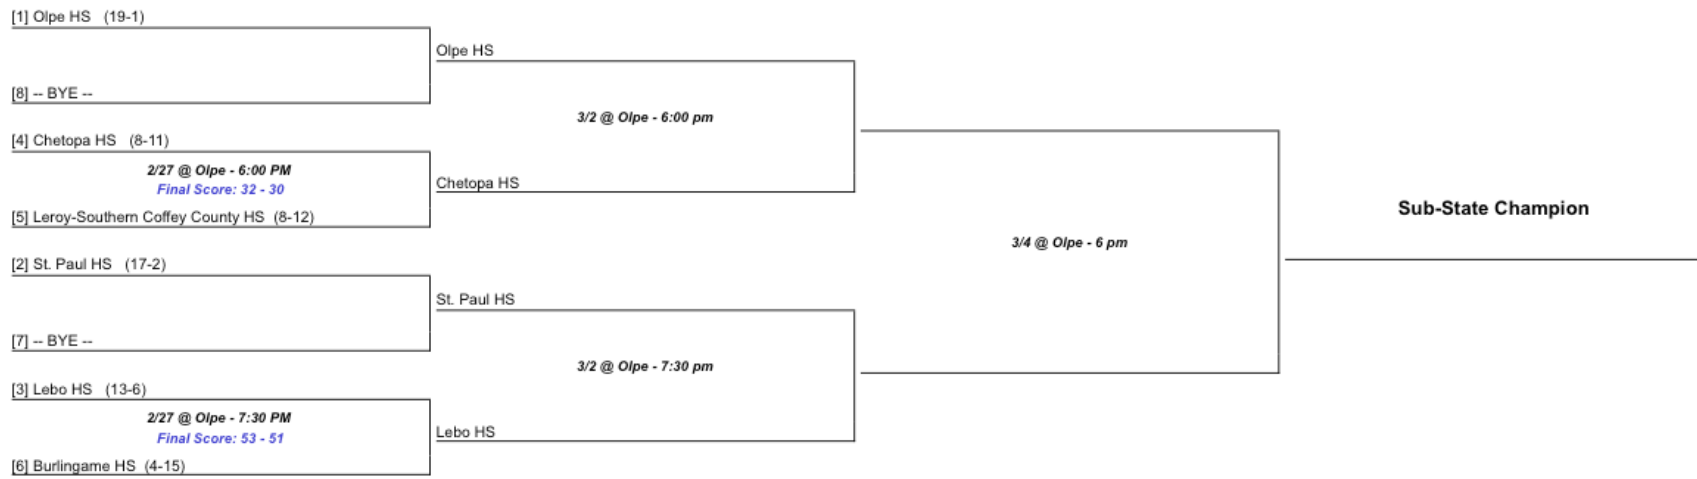 [1] Olpe HS (19-1)
Olpe HS
[8] -- BYE --
3/2 @ Olpe - 6:00 pm
[4] Chetopa HS (8-11)
2/27 @ Olpe - 6:00 PM
Final Score: 32 - 30
Chetopa HS
[5] Leroy-Southern Coffey County HS (8-12)
Sub-State Champion
3/4 @ Olpe - 6 pm
[2] St. Paul HS (17-2)
St. Paul HS
[7] -- BYE --
3/2 @ Olpe - 7:30 pm
[3] Lebo HS (13-6)
2/27 @ Olpe - 7:30 PM
Final Score: 53 - 51
Lebo HS
[6] Burlingame HS (4-15)